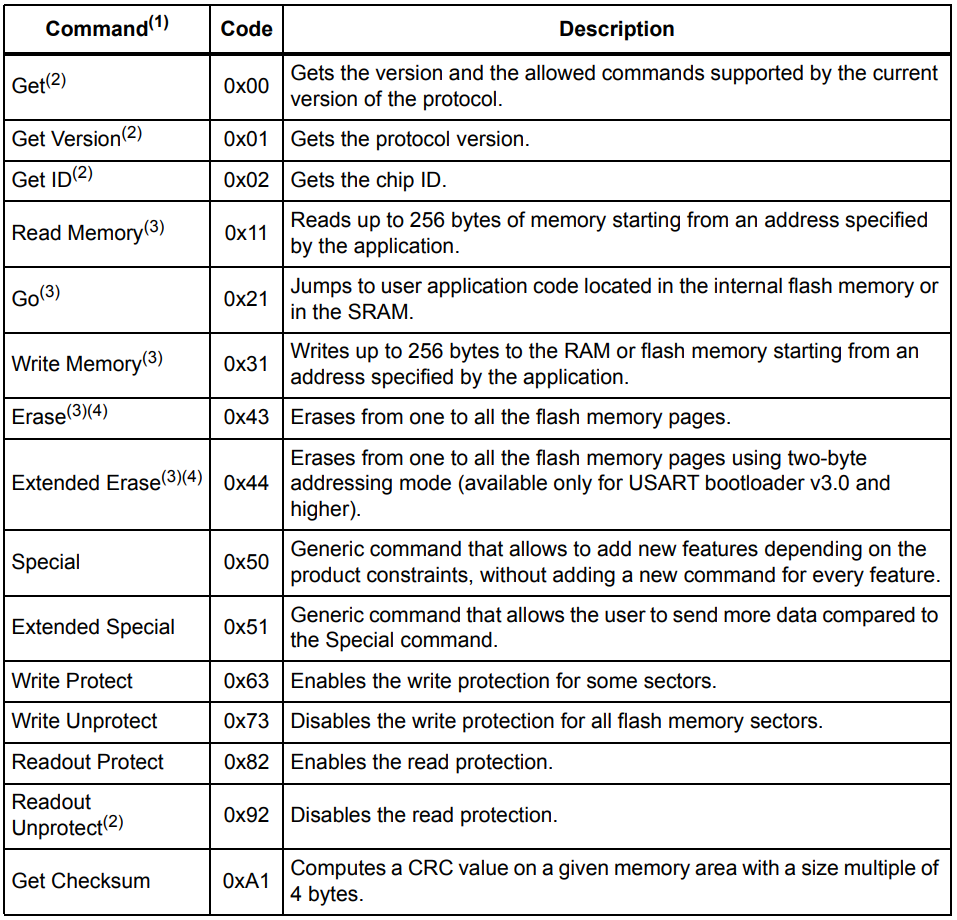 Command(1) Code Description
Get(2) 0x00 Gets the version and the allowed commands supported by the current
version of the protocol.
Get Version(2) 0x01 Gets the protocol version.
Get ID(2) 0x02 Gets the chip ID.
Read Memory(3) 0x11 Reads up to 256 bytes of memory starting from an address specified
by the application.
Go(3) 0x21 Jumps to user application code located in the internal flash memory or
in the SRAM.
Write Memory(3) 0x31 Writes up to 256 bytes to the RAM or flash memory starting from an
address specified by the application.
Erase(3)(4) 0x43 Erases from one to all the flash memory pages.
Extended Erase(3)(4) 0x44 Erases from one to all the flash memory pages using two-byte
addressing mode (available only for USART bootloader v3.0 and
higher).
Special 0x50 Generic command that allows to add new features depending on the
product constraints, without adding a new command for every feature.
Extended Special 0x51 Generic command that allows the user to send more data compared to
the Special command.
Write Protect 0x63 Enables the write protection for some sectors.
Write Unprotect 0x73 Disables the write protection for all flash memory sectors.
Readout Protect 0x82 Enables the read protection.
Readout
Unprotect(2) 0x92 Disables the read protection.
Get Checksum 0xA1 Computes a CRC value on a given memory area with a size multiple of
4 bytes.